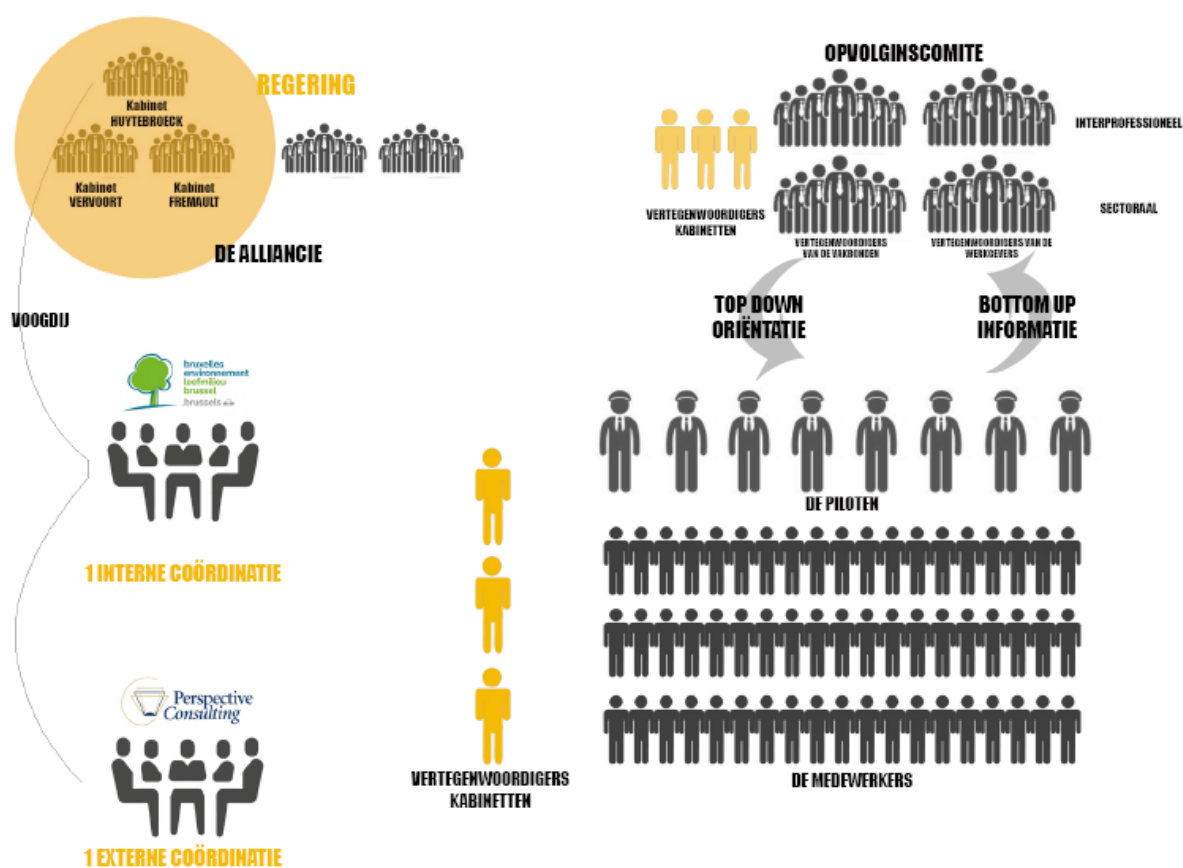 REGERING
Kabinet
HUYTEBROECK
Kabinet
VERVOORT
Kabinet
FREMAULT
DE ALLIANCIE
VOOGDIJ
bruxelles
environnement
leefmilieu
brussel
.brussels
1 INTERNE COÖRDINATIE
Perspective
Consulting
1 EXTERNE COÖRDINATIE
VERTEGENWOORDIGERS
KABINETTEN
OPVOLGINSCOMITE
INTERPROFESSIONEEL
SECTORAAL
VERTEGENWOORDIGERS
KABINETTEN
VERTEGENWOORDIGERS
VAN DE VAKBONDEN
VERTEGENWOORDIGERS VAN DE
WERKGEVERS
TOP DOWN
ORIËNTATIE
BOTTOM UP
INFORMATIE
DE PILOTEN
DE MEDEWERKERS